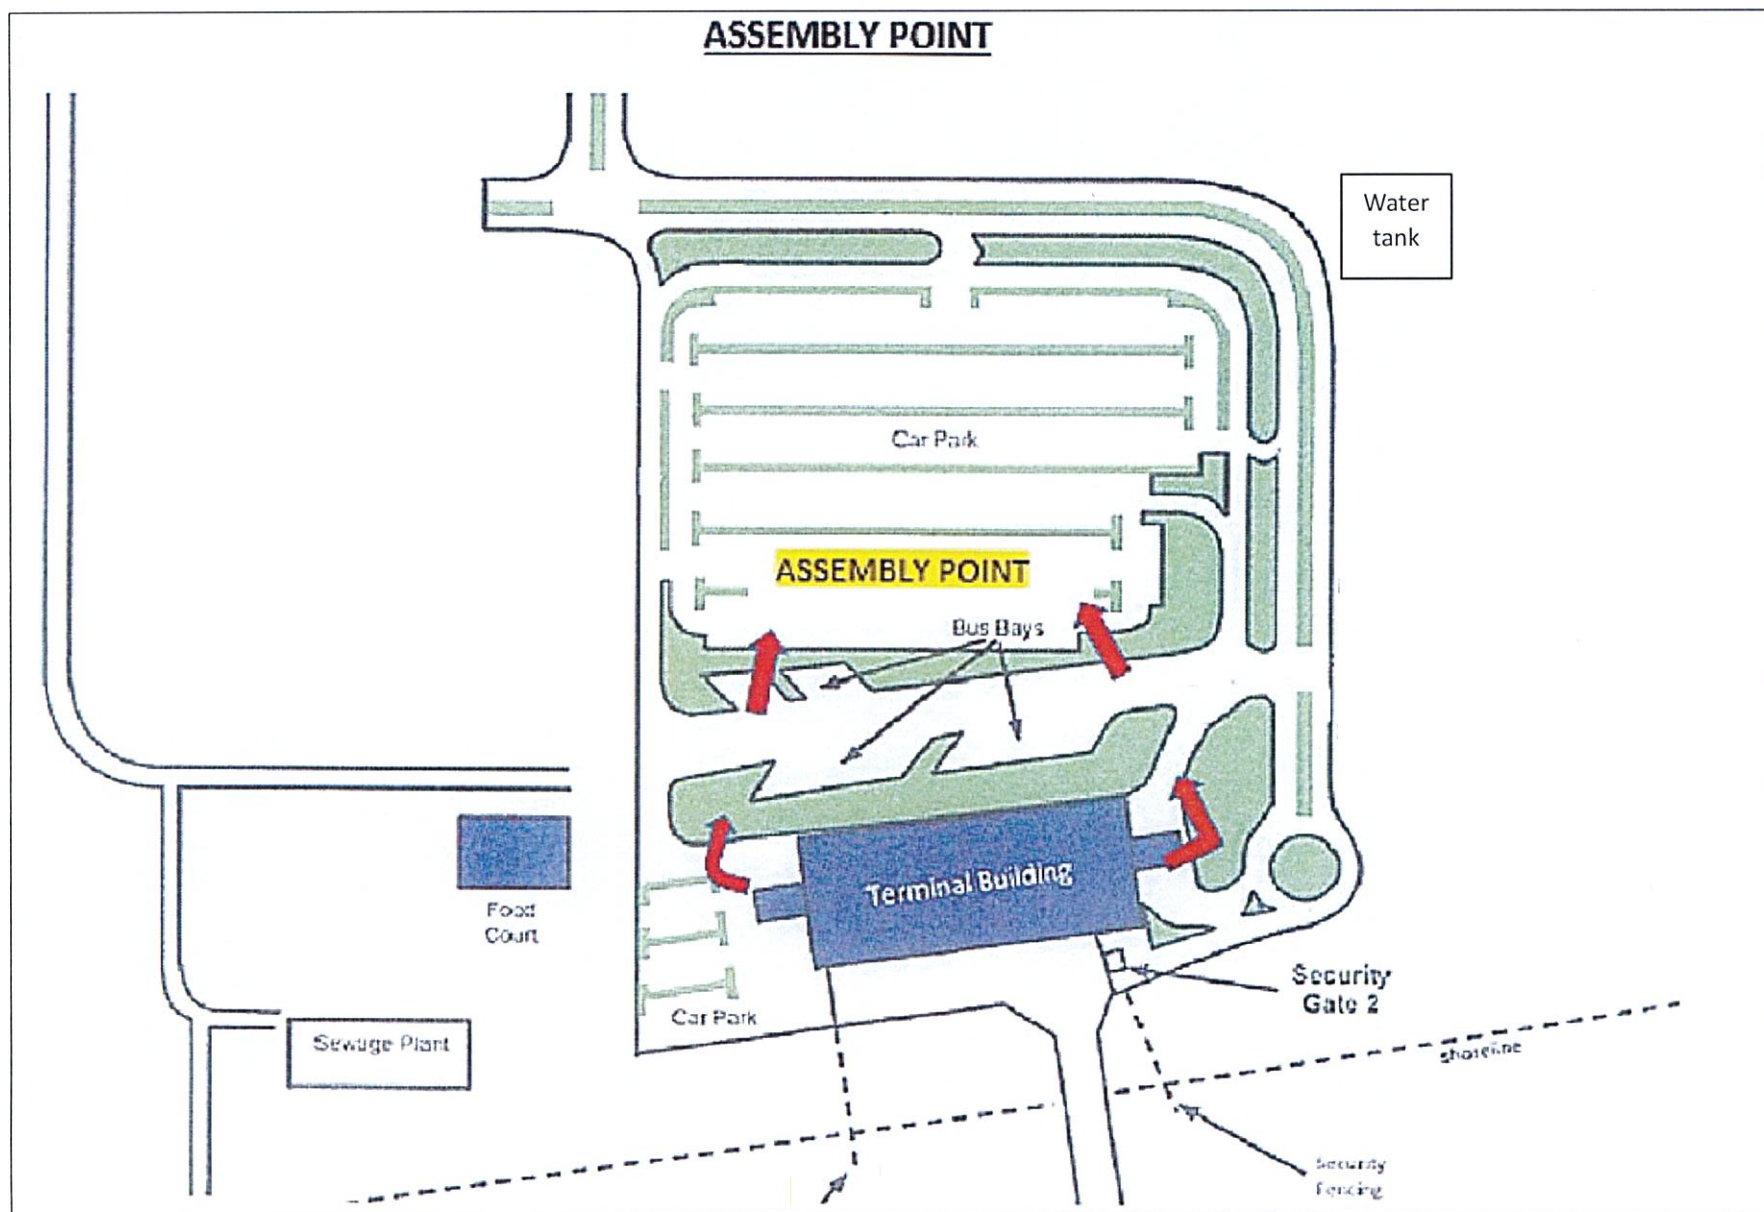 ASSEMBLY POINT
Water
tank
Car Park
ASSEMBLY POINT
Bus Bays
Terminal Building
Food
Court
Security
Gate 2
Car Park
Sewage Plant
shoreline
Security
Fencing